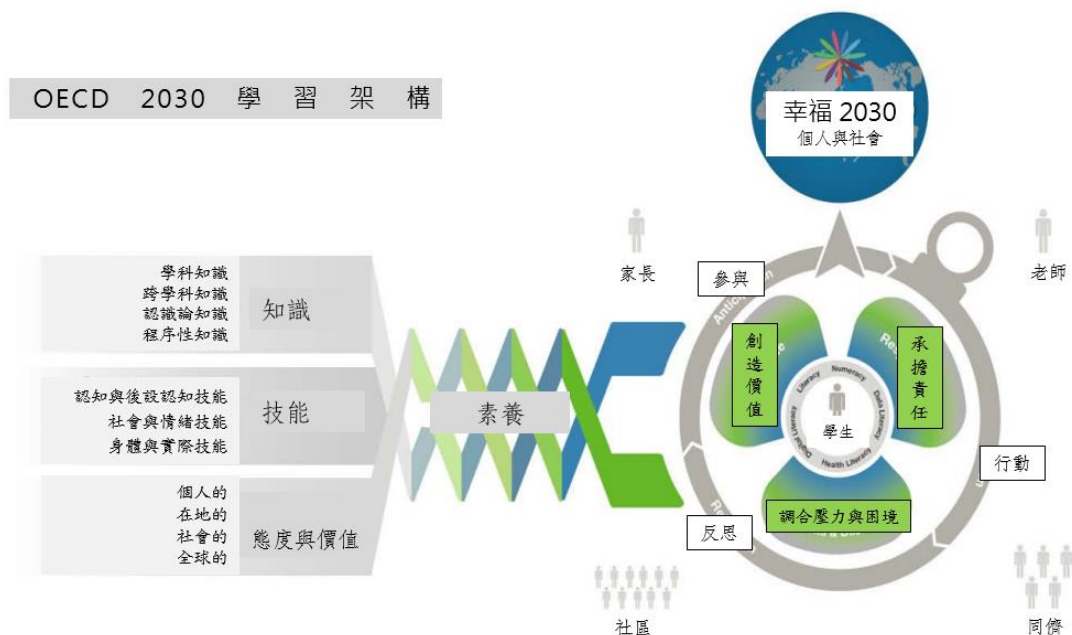 OECD 2030 學習架構
幸福 2030
個人與社會
家長
老師
參與
學科知識
跨學科知識
認識論知識
程序性知識
知識
認知與後設認知技能
社會與情緒技能
身體與實際技能
技能
個人的
在地的
社會的
全球的
態度與價值
素養
創造價值
承擔責任
Literacy
Numeracy
Data Literacy
Health Literacy
Digital Literacy
學生
調合壓力與困境
行動
反恩
社區
同儕